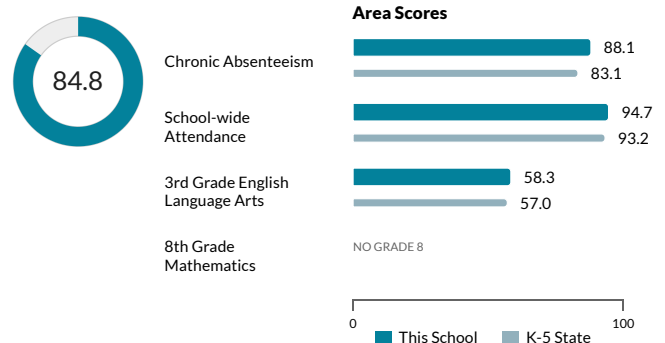 Area Scores
84.8
Chronic Absenteeism
88.1
83.1
School-wide
Attendance
94.7
93.2
3rd Grade English
Language Arts
58.3
57.0
8th Grade
Mathematics
NO GRADE 8
0
100
This School
K-5 State